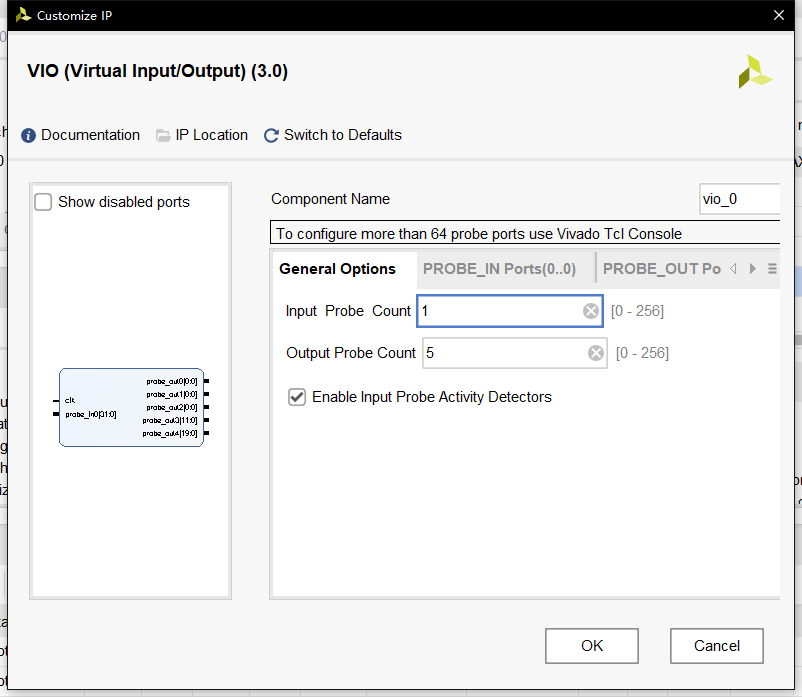 Customize IP
VIO (Virtual Input/Output) (3.0)
Documentation IP Location Switch to Defaults
Show disabled ports
clk
probe_in0[31:0]
probe_out0[0:0]
probe_out1[0:0]
probe_out2[0:0]
probe_out3[11:0]
probe_out4[19:0]
Component Name vio_0
To configure more than 64 probe ports use Vivado Tcl Console
General Options PROBE_IN Ports(0..0) PROBE_OUT Po
Input Probe Count 1 [0 - 256]
Output Probe Count 5 [0 - 256]
Enable Input Probe Activity Detectors
OK Cancel